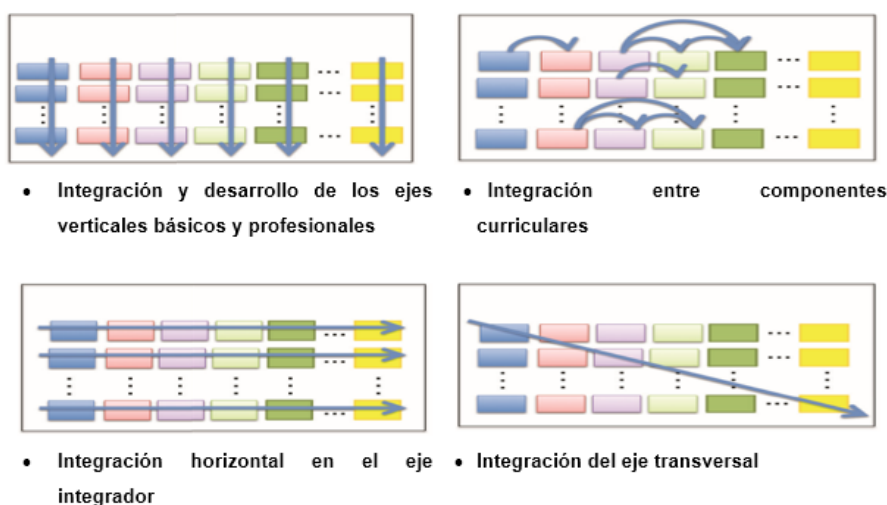 • Integración y desarrollo de los ejes
verticales básicos y profesionales
• Integración entre componentes
curriculares
• Integración horizontal en el eje
integrador
• Integración del eje transversal